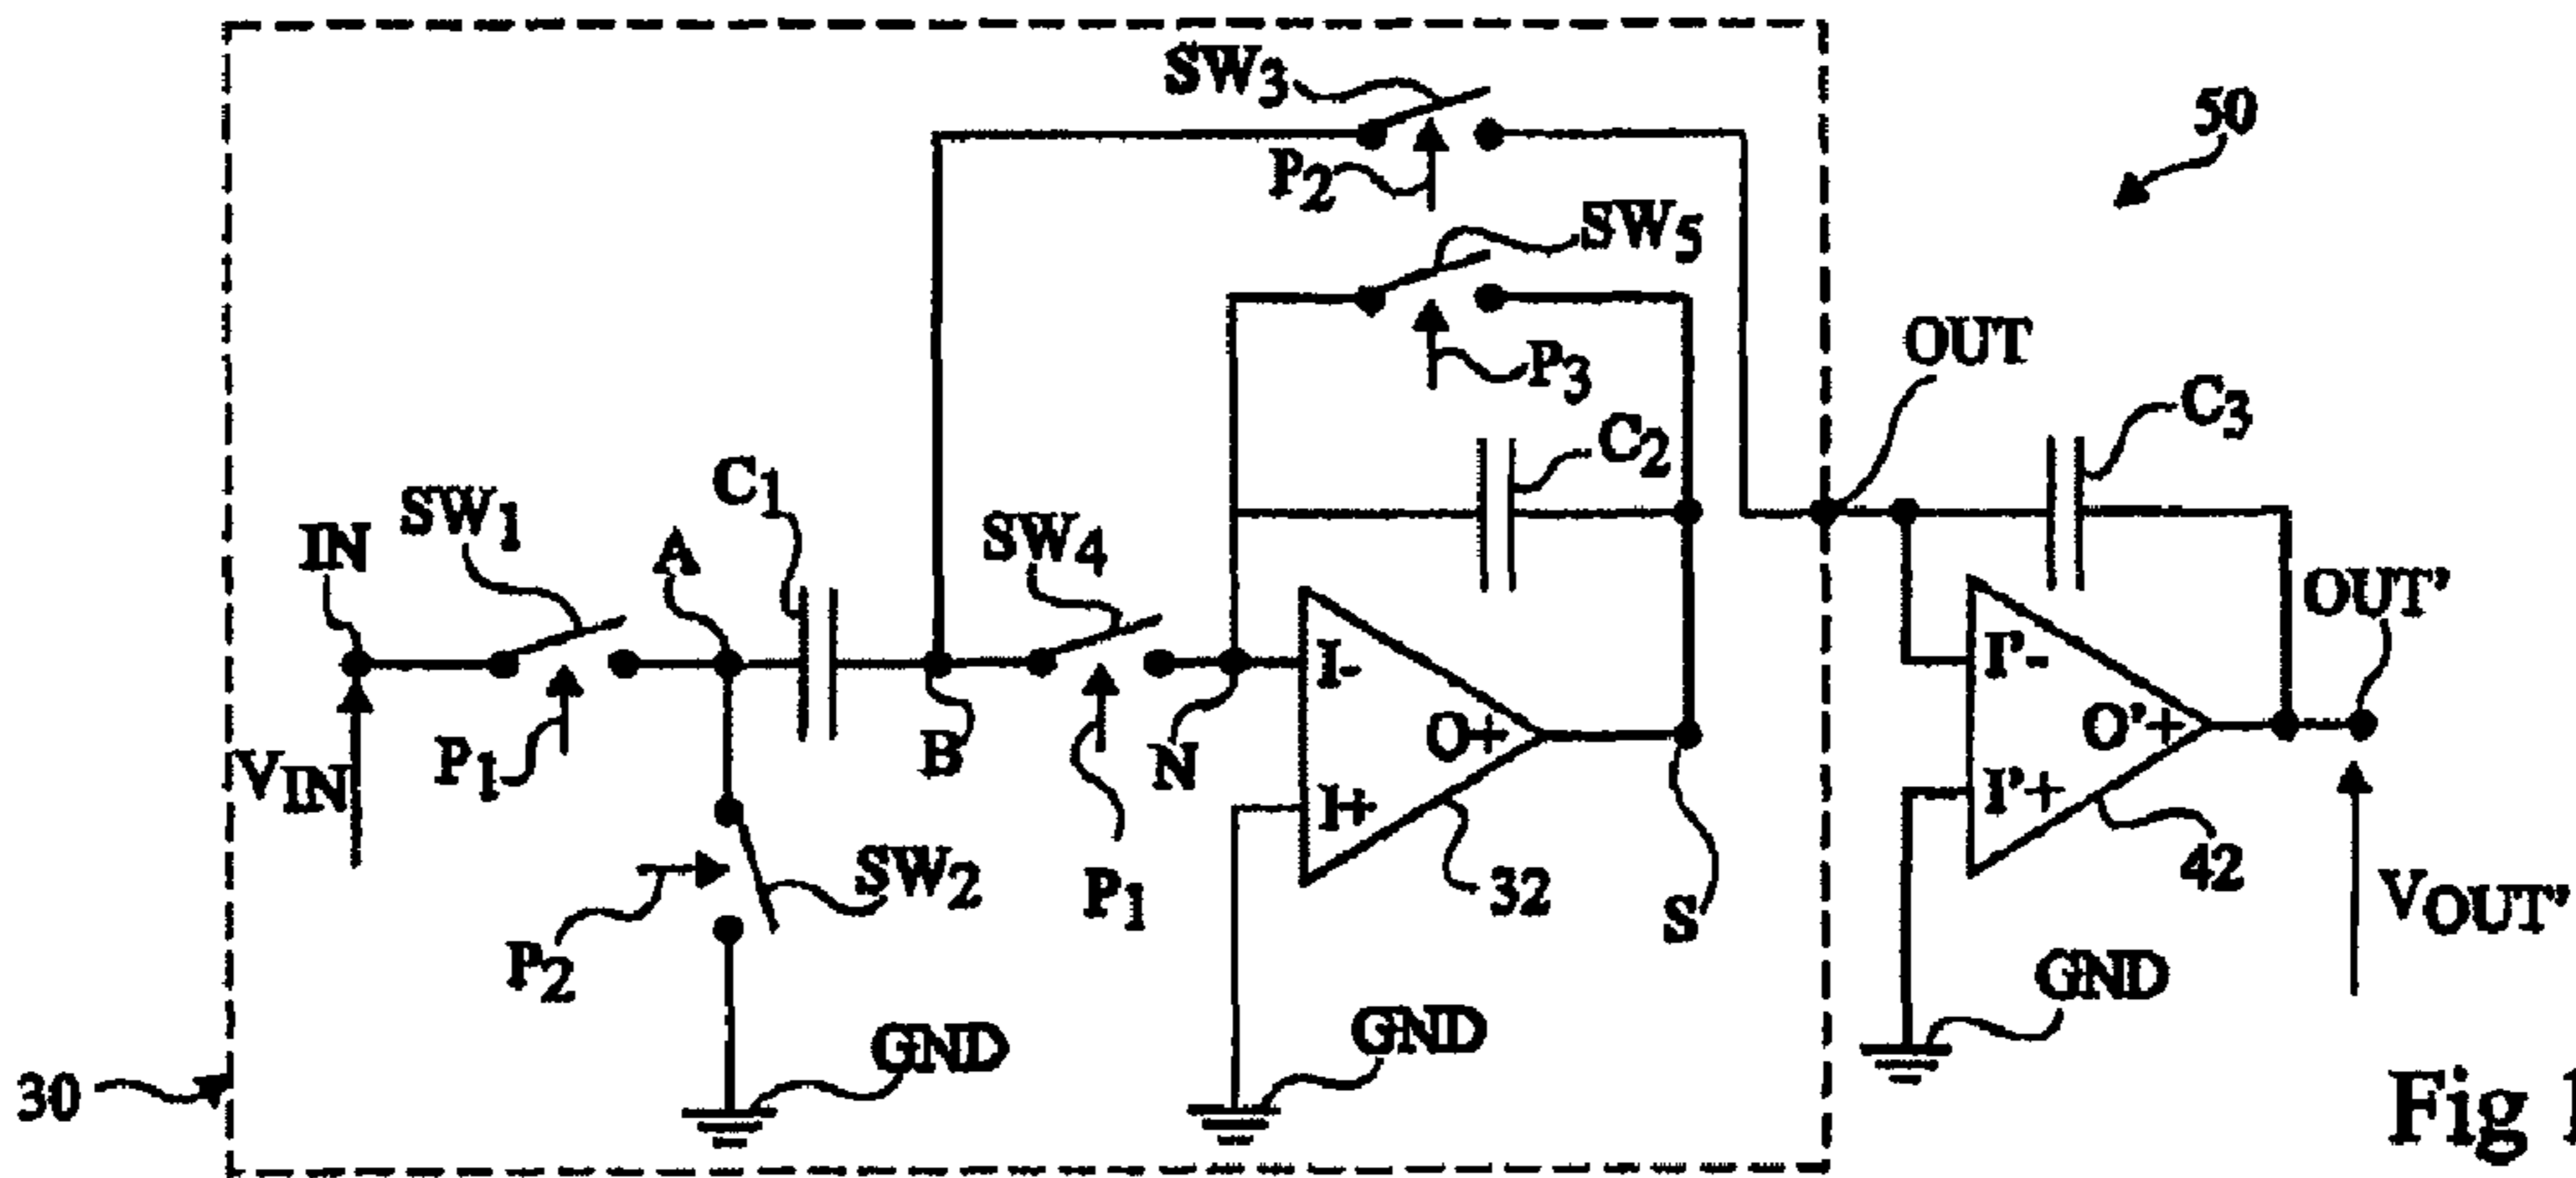 SW3
50
P2
SW5
P3
OUT
C3
C2
C1
SW1
IN
A
SW4
OUT'
I-
I'-
VIN
P1
B
N
O+
O'+
I+
I'+
P1
SW2
32
S
42
VOUT'
P2
GND
GND
GND
30
Fig 1